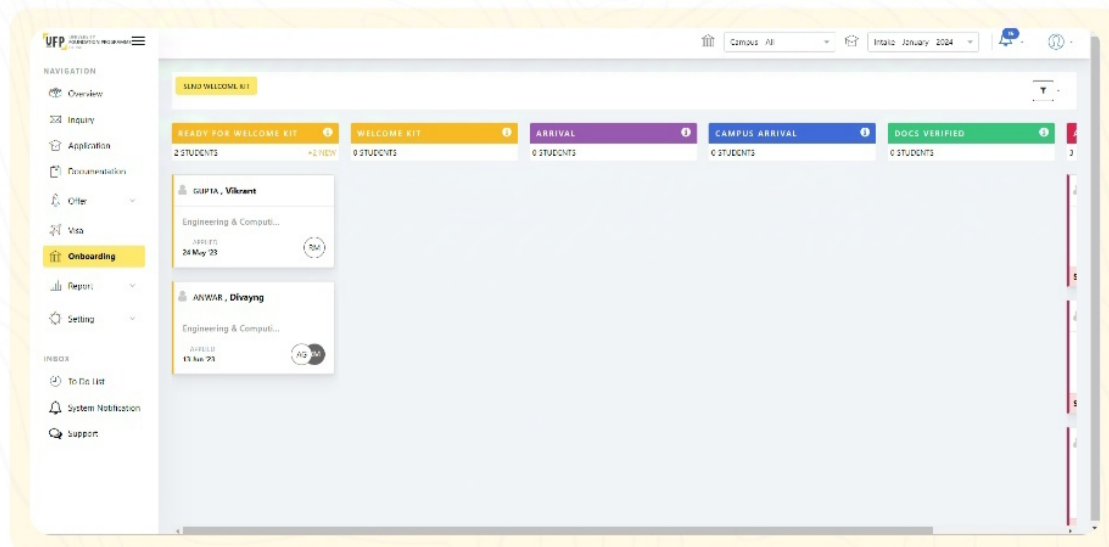 UFP
FOUNDATION PROGRAMME
Campus All
Intake January 2024
NAVIGATION
Overview
Inquiry
Application
Documentation
Offer
Visa
Onboarding
Report
Setting
INBOX
To Do List
System Notification
Support
SEND WELCOME KIT
READY FOR WELCOME KIT
2 STUDENTS +2 NEW
WELCOME KIT
0 STUDENTS
ARRIVAL
0 STUDENTS
CAMPUS ARRIVAL
0 STUDENTS
DOCS VERIFIED
0 STUDENTS
A
3
GUPTA , Vikrant
Engineering & Computi...
APPLIED
24 May '23
RM
ANWAR , Divayng
Engineering & Computi...
APPLIED
AG
S
S